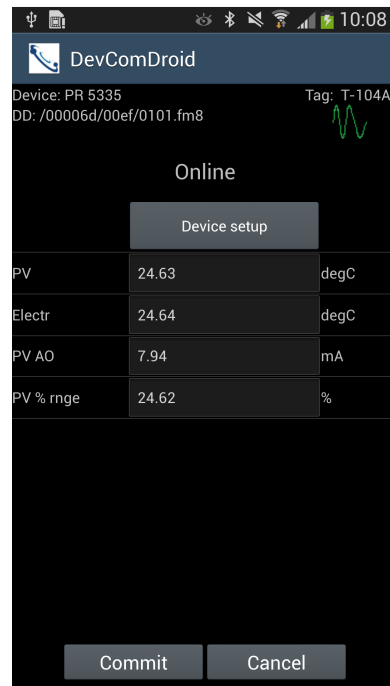 10:08
DevComDroid
Device: PR 5335 Tag: T-104A
DD: /00006d/00ef/0101.fm8
Online
Device setup
PV 24.63 degC
Electr 24.64 degC
PV AO 7.94 mA
PV % rnge 24.62 %
Commit Cancel